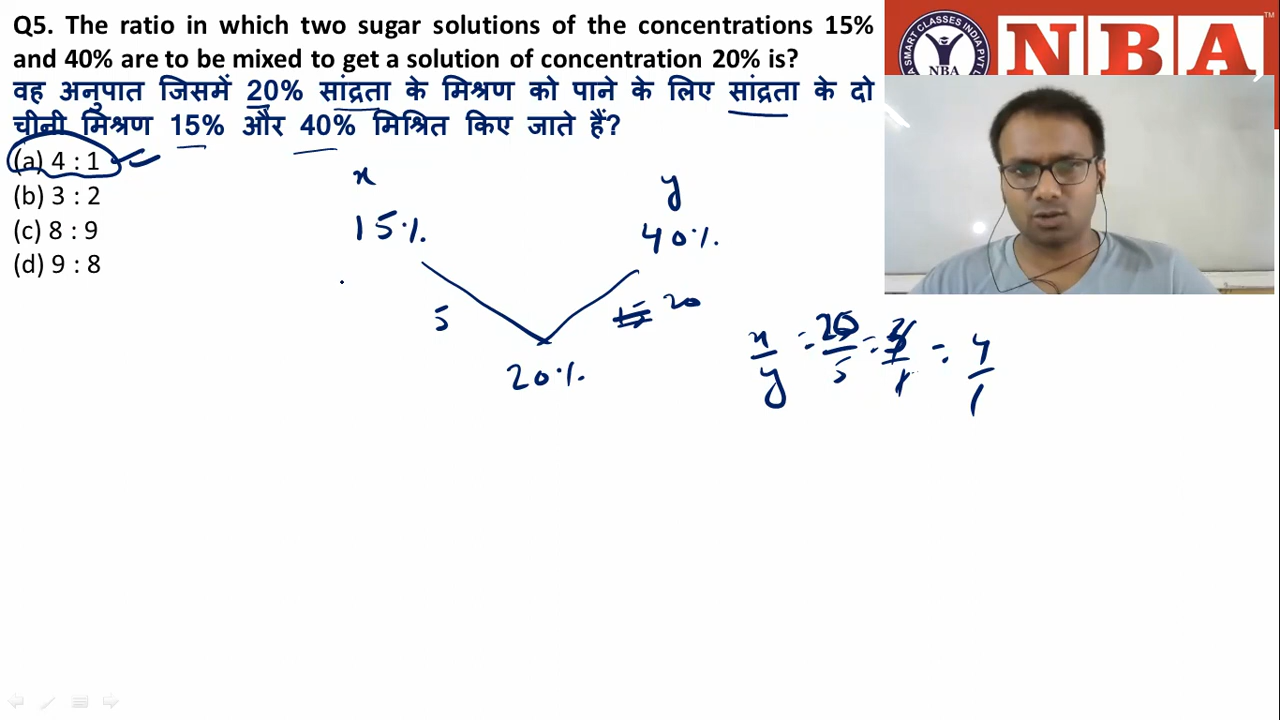 Q5. The ratio in which two sugar solutions of the concentrations 15%
and 40% are to be mixed to get a solution of concentration 20% is?
वह अनुपात जिसमें 20% सांद्रता के मिश्रण को पाने के लिए सांद्रता के दो
चीनी मिश्रण 15% और 40% मिश्रित किए जाते हैं?
(a) 4 : 1
(b) 3 : 2
(c) 8 : 9
(d) 9 : 8
x y
15% 40%
5 20
20%
x/y = 20/5 = 4/1
NBA
NBA
TM